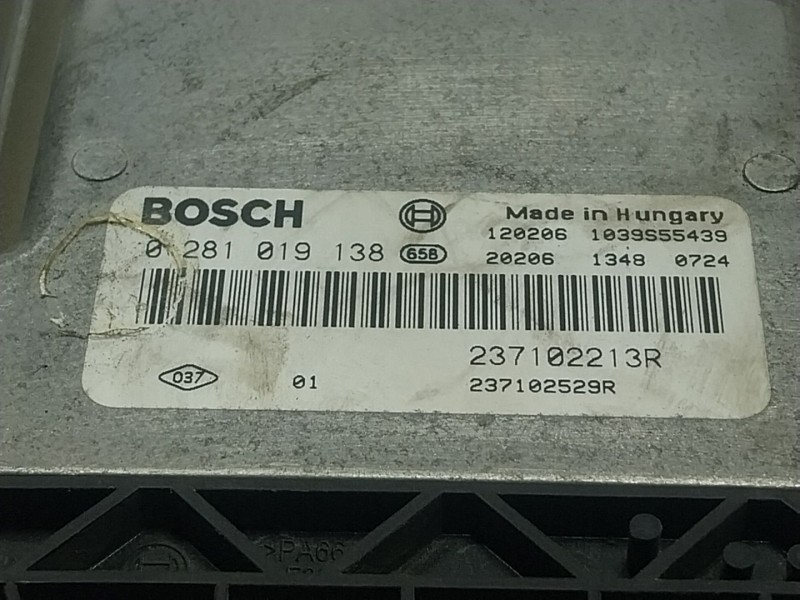 BOSCH Made in Hungary
120206 1039S55439
0 281 019 138 658 20206 1348 0724
237102213R
037 01 237102529R
>PA66